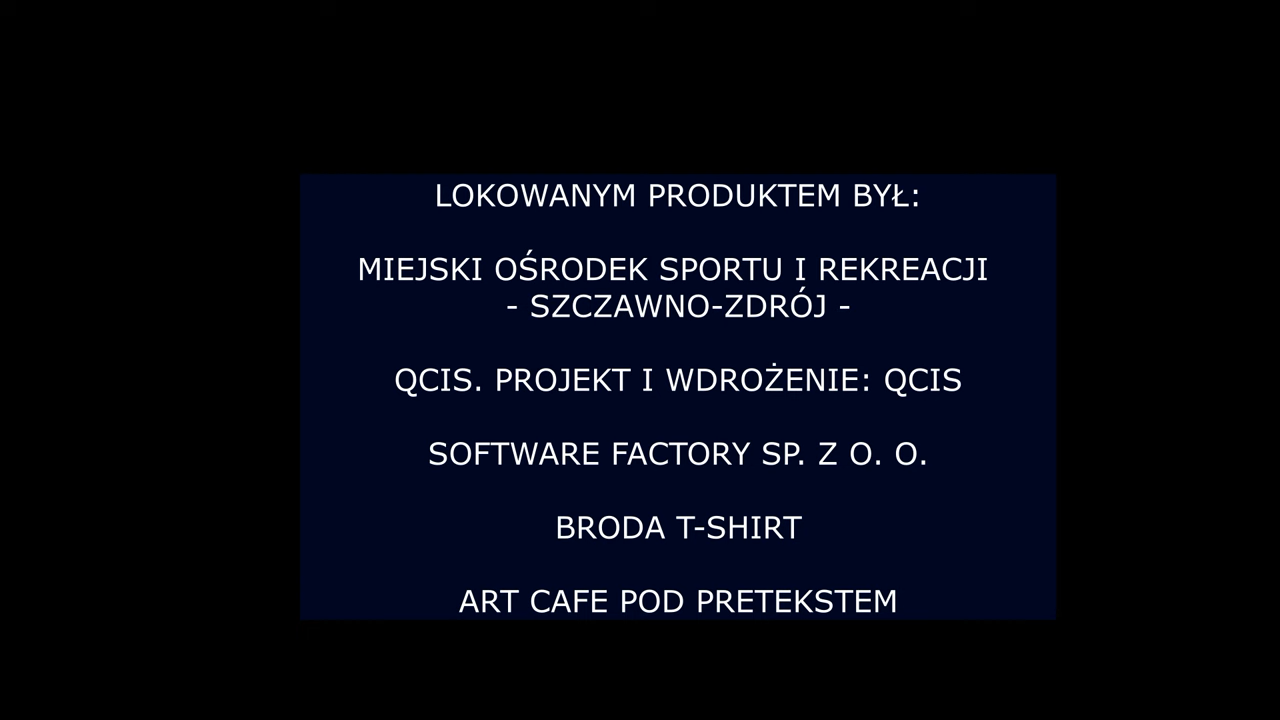 LOKOWANYM PRODUKTEM BYŁ:
MIEJSKI OŚRODEK SPORTU I REKREACJI
- SZCZAWNO-ZDRÓJ -
QCIS. PROJEKT I WDROŻENIE: QCIS
SOFTWARE FACTORY SP. Z O. O.
BRODA T-SHIRT
ART CAFE POD PRETEKSTEM